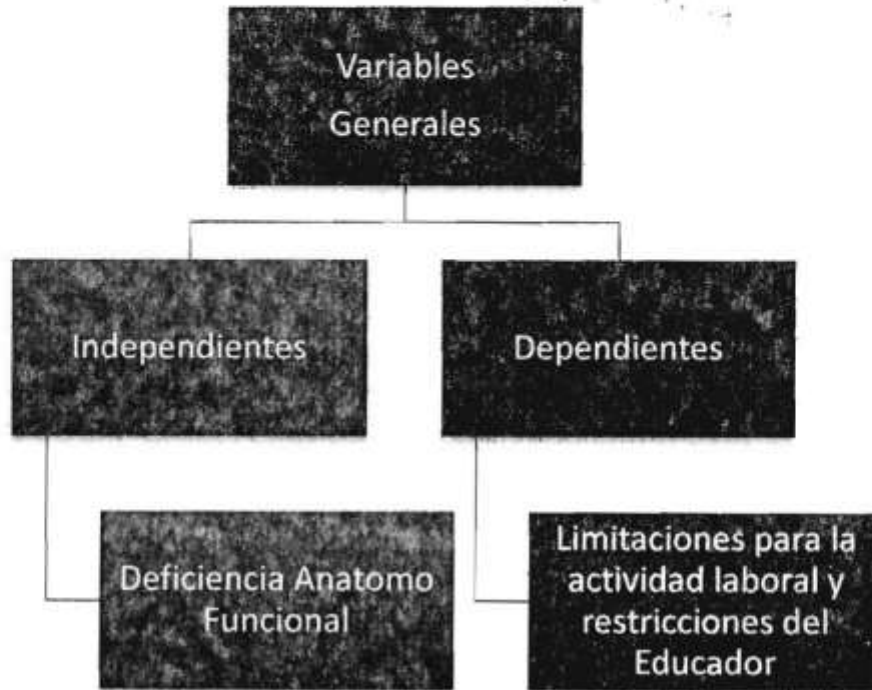 Variables
Generales
Independientes
Dependientes
Deficiencia Anatomo
Funcional
Limitaciones para la
actividad laboral y
restricciones del
Educador